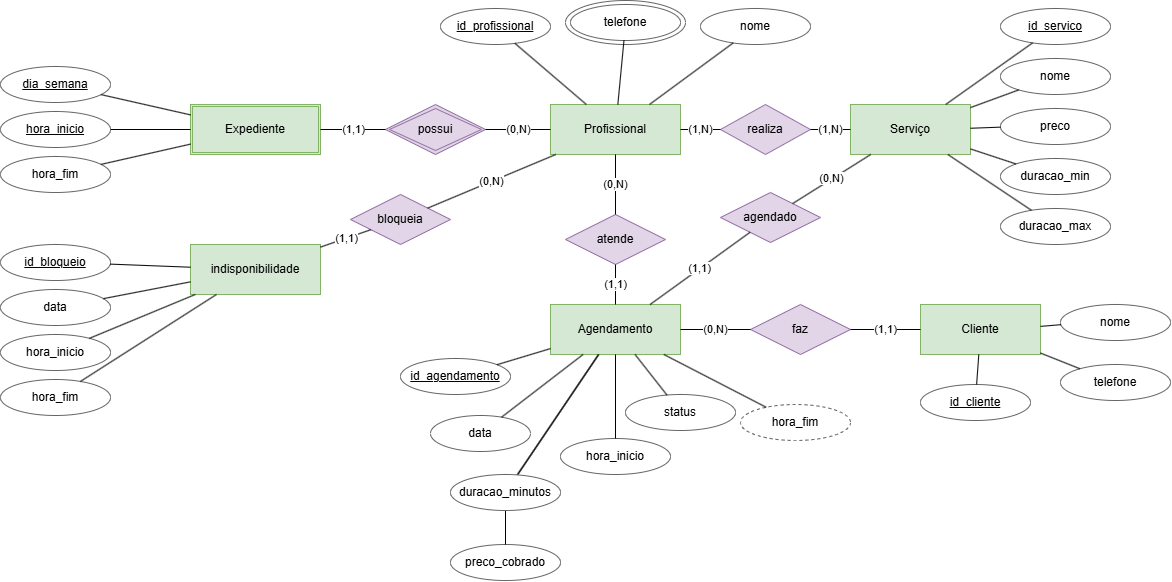 telefone
id_profissional
nome
id_servico
dia_semana
nome
hora_inicio
Expediente
(1,1)
possui
(0,N)
Profissional
(1,N)
realiza
(1,N)
Serviço
preco
hora_fim
duracao_min
(0,N)
(0,N)
(0,N)
bloqueia
agendado
duracao_max
(1,1)
atende
id_bloqueio
indisponibilidade
(1,1)
(1,1)
data
Agendamento
(0,N)
faz
(1,1)
Cliente
nome
hora_inicio
id_agendamento
telefone
hora_fim
id_cliente
status
hora_fim
data
hora_inicio
duracao_minutos
preco_cobrado